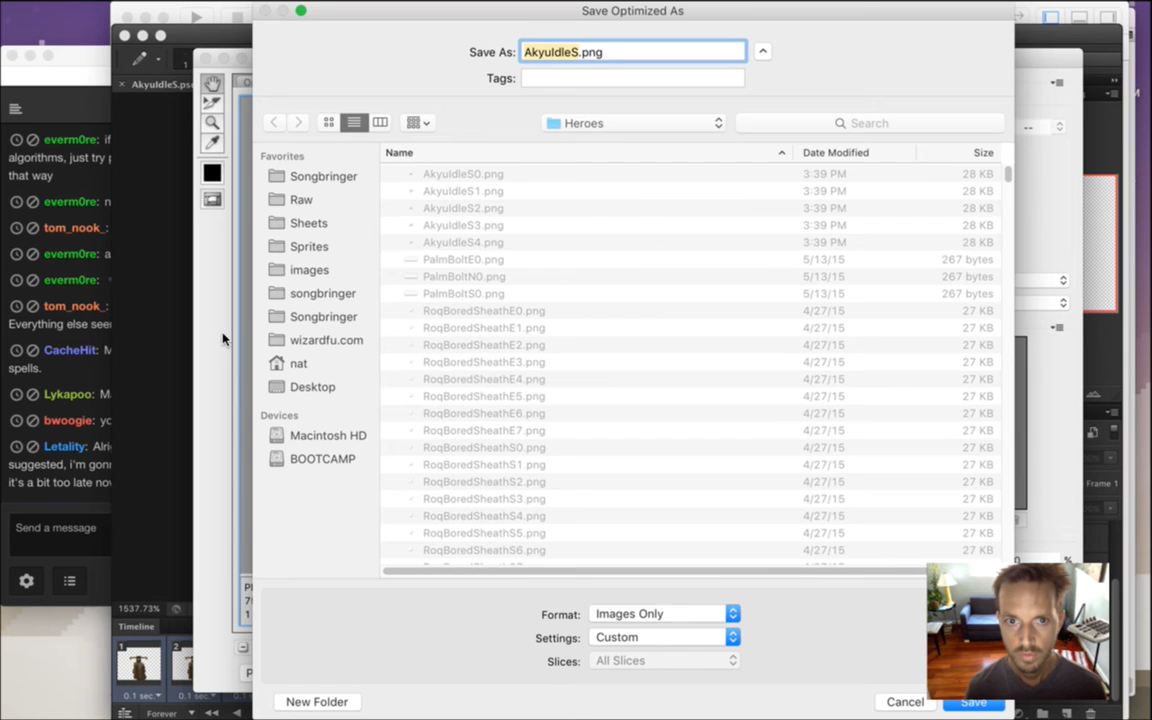 Save Optimized As
Save As: AkyuIdleS.png
Tags:
Heroes
Search
Favorites
Songbringer
Raw
Sheets
Sprites
images
songbringer
Songbringer
wizardfu.com
nat
Desktop
Devices
Macintosh HD
BOOTCAMP
Name Date Modified Size
AkyuIdleS0.png 3:39 PM 28 KB
AkyuIdleS1.png 3:39 PM 28 KB
AkyuIdleS2.png 3:39 PM 28 KB
AkyuIdleS3.png 3:39 PM 28 KB
AkyuIdleS4.png 3:39 PM 28 KB
PalmBoltE0.png 5/13/15 267 bytes
PalmBoltN0.png 5/13/15 267 bytes
PalmBoltS0.png 5/13/15 267 bytes
RoqBoredSheathE0.png 4/27/15 27 KB
RoqBoredSheathE1.png 4/27/15 27 KB
RoqBoredSheathE2.png 4/27/15 27 KB
RoqBoredSheathE3.png 4/27/15 27 KB
RoqBoredSheathE4.png 4/27/15 27 KB
RoqBoredSheathE5.png 4/27/15 27 KB
RoqBoredSheathE6.png 4/27/15 27 KB
RoqBoredSheathE7.png 4/27/15 27 KB
RoqBoredSheathS0.png 4/27/15 27 KB
RoqBoredSheathS1.png 4/27/15 27 KB
RoqBoredSheathS2.png 4/27/15 27 KB
RoqBoredSheathS3.png 4/27/15 27 KB
RoqBoredSheathS4.png 4/27/15 27 KB
RoqBoredSheathS5.png 4/27/15 27 KB
RoqBoredSheathS6.png 4/27/15 27 KB
Format: Images Only
Settings: Custom
Slices: All Slices
New Folder
Cancel
Save
AkyuIdleS.ps
everm0re: if
algorithms, just try
that way
everm0re:
tom_nook_:
everm0re: a
everm0re:
tom_nook_:
Everything else see
CacheHit:
spells.
Lykapoo:
bwoogie: yo
Letality: Alri
suggested, i'm gon
it's a bit too late no
Send a message
1537.73%
Timeline
1 2
0.1 sec. 0.1 sec.
Forever
Frame 1
%